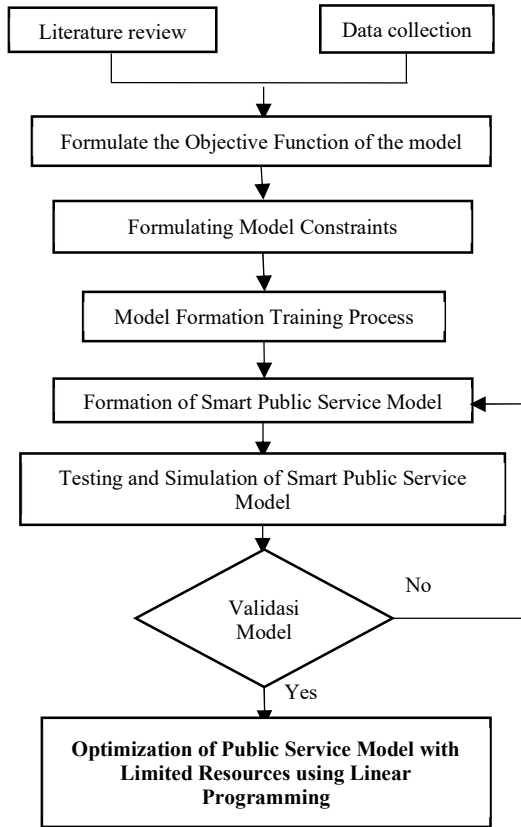 Literature review
Data collection
Formulate the Objective Function of the model
Formulating Model Constraints
Model Formation Training Process
Formation of Smart Public Service Model
Testing and Simulation of Smart Public Service
Model
Validasi
Model
No
Yes
Optimization of Public Service Model with
Limited Resources using Linear
Programming